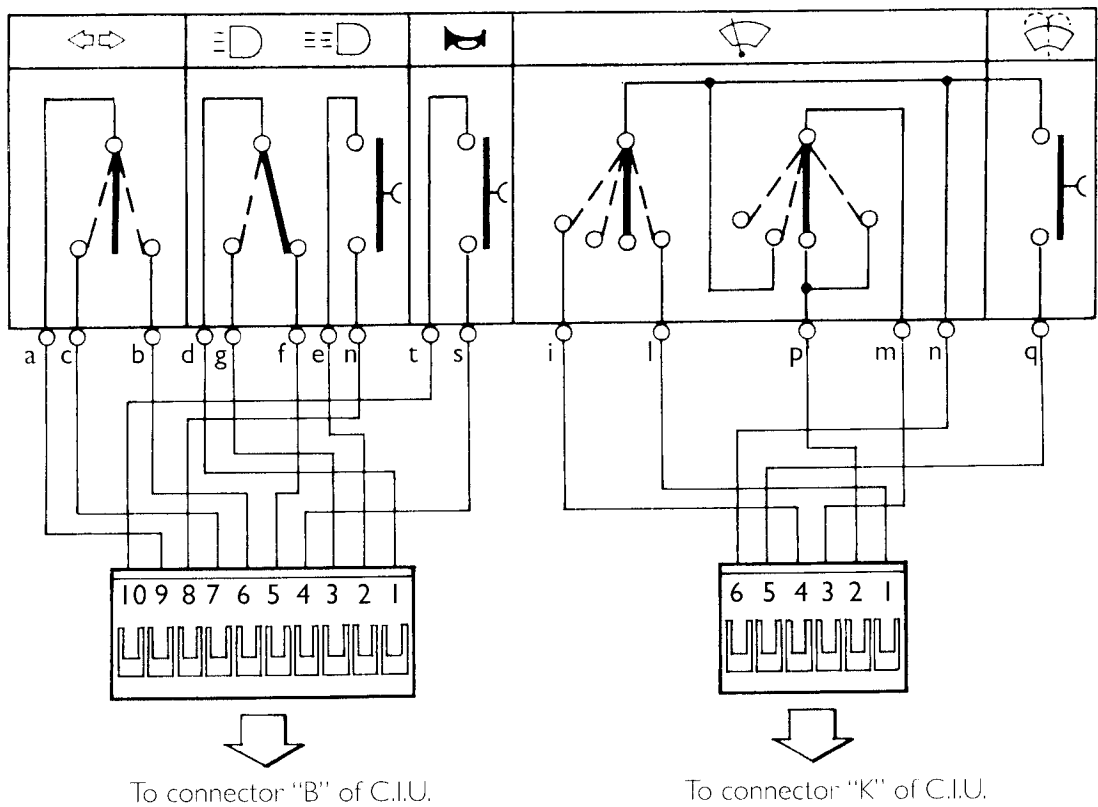 a c b d g f e n t s i l p m n q
10 9 8 7 6 5 4 3 2 1 6 5 4 3 2 1
To connector "B" of C.I.U. To connector "K" of C.I.U.